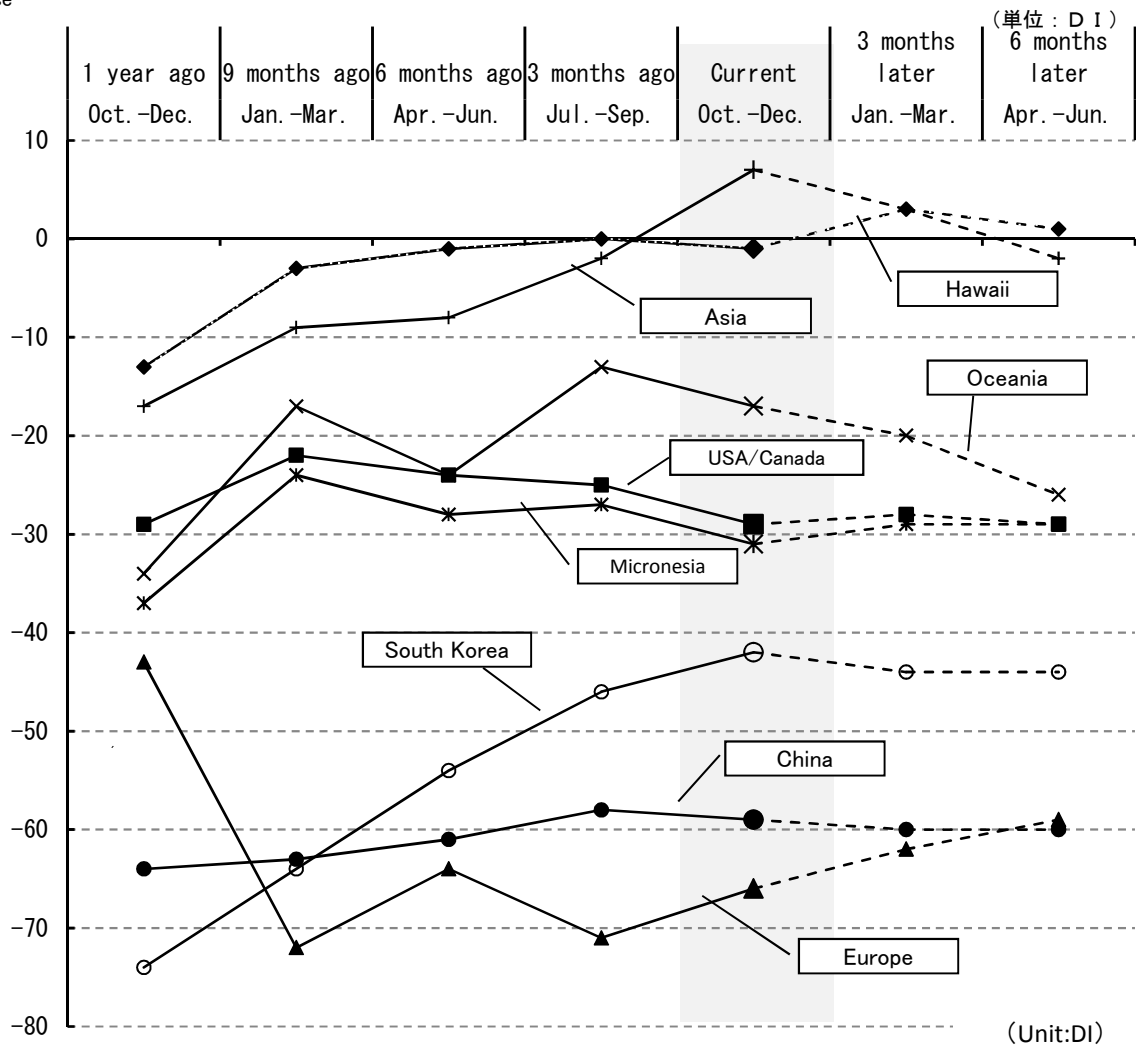 （単位：ＤＩ）
1 year ago 9 months ago 6 months ago 3 months ago Current 3 months later 6 months later
Oct.-Dec. Jan.-Mar. Apr.-Jun. Jul.-Sep. Oct.-Dec. Jan.-Mar. Apr.-Jun.
10
0
Hawaii
Asia
-10
Oceania
-20
USA/Canada
-30
Micronesia
-40
South Korea
-50
China
-60
-70
Europe
-80
(Unit:DI)